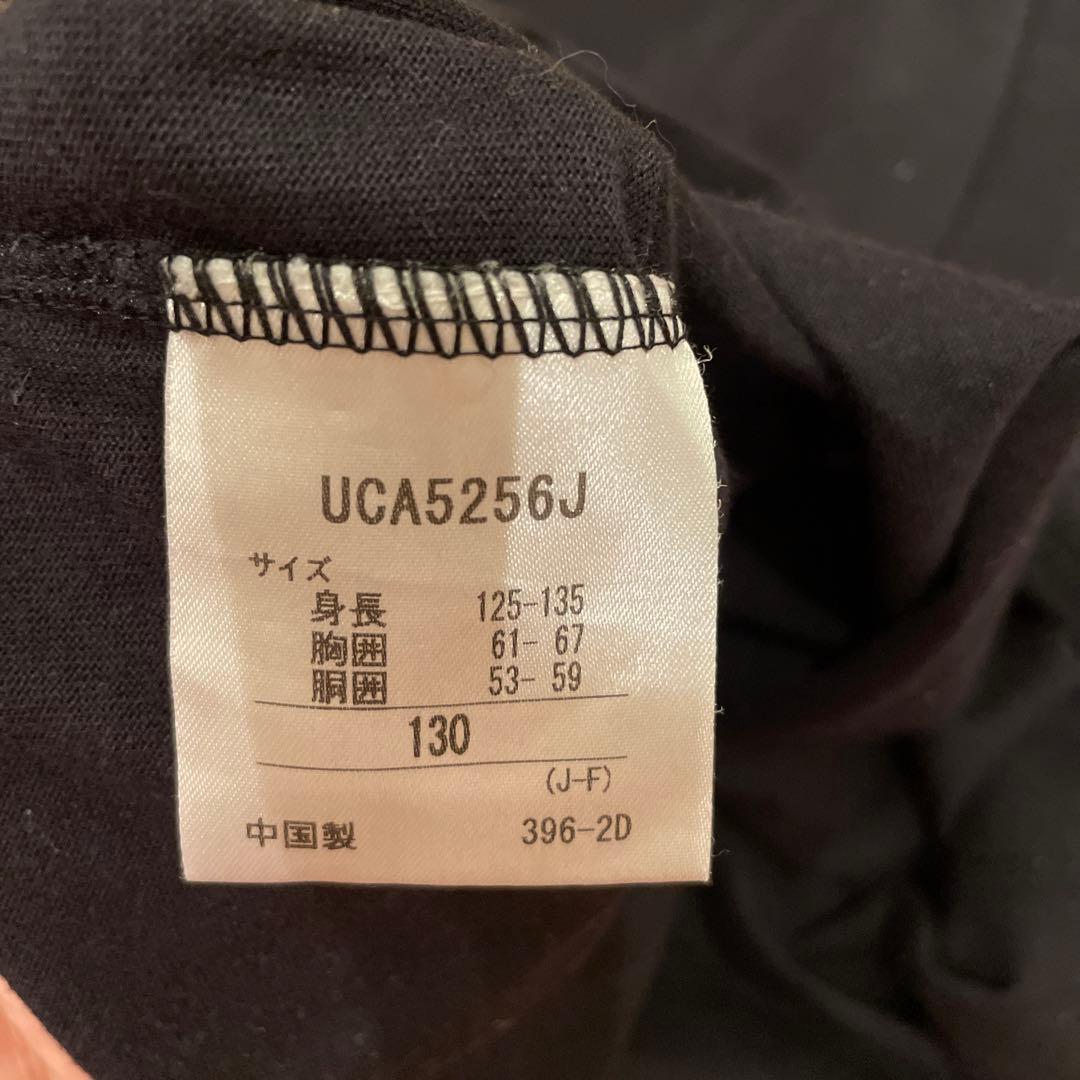 UCA5256J
サイズ
身長 125-135
胸囲 61- 67
胴囲 53- 59
130
(J-F)
中国製 396-2D